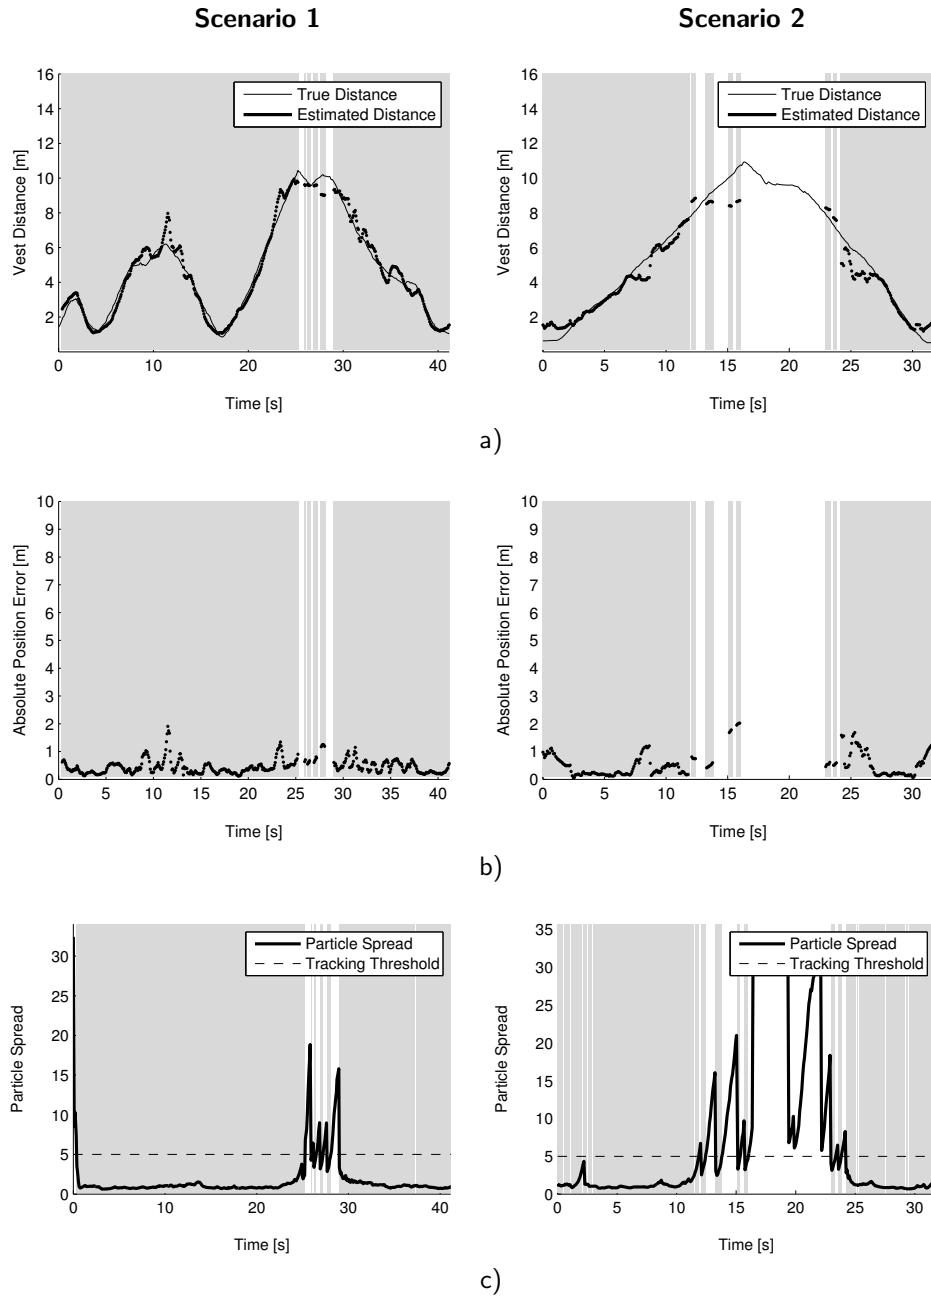 Scenario 1
Scenario 2
16
14
12
10
8
6
4
2
Vest Distance [m]
True Distance
Estimated Distance
0 10 20 30 40
Time [s]
16
14
12
10
8
6
4
2
Vest Distance [m]
True Distance
Estimated Distance
0 5 10 15 20 25 30
Time [s]
a)
10
9
8
7
6
5
4
3
2
1
0
Absolute Position Error [m]
0 5 10 15 20 25 30 35 40
Time [s]
10
9
8
7
6
5
4
3
2
1
0
Absolute Position Error [m]
0 5 10 15 20 25 30
Time [s]
b)
30
25
20
15
10
5
0
Particle Spread
Particle Spread
Tracking Threshold
0 10 20 30 40
Time [s]
35
30
25
20
15
10
5
0
Particle Spread
Particle Spread
Tracking Threshold
0 5 10 15 20 25 30
Time [s]
c)